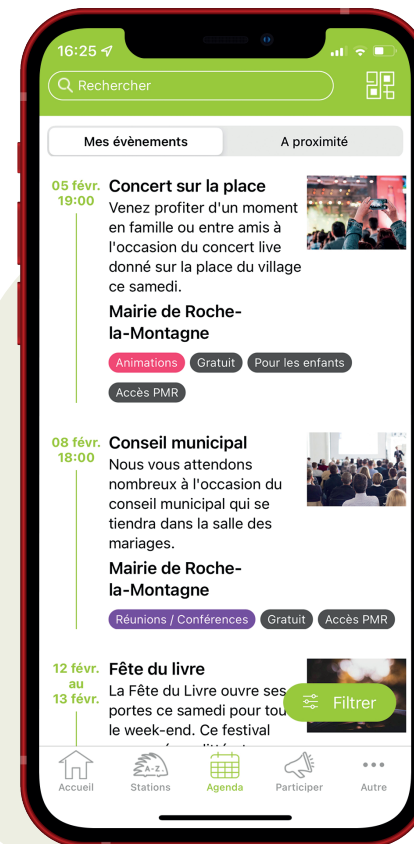 16:25
Rechercher
Mes évènements
A proximité
05 févr.
19:00
Concert sur la place
Venez profiter d'un moment
en famille ou entre amis à
l'occasion du concert live
donné sur la place du village
ce samedi.
Mairie de Roche-
la-Montagne
Animations
Gratuit
Pour les enfants
Accès PMR
08 févr.
18:00
Conseil municipal
Nous vous attendons
nombreux à l'occasion du
conseil municipal qui se
tiendra dans la salle des
mariages.
Mairie de Roche-
la-Montagne
Réunions / Conférences
Gratuit
Accès PMR
12 févr.
au
13 févr.
Fête du livre
La Fête du Livre ouvre ses
portes ce samedi pour tou
le week-end. Ce festival
Filtrer
A-Z.
Accueil
Stations
Agenda
Participer
Autre